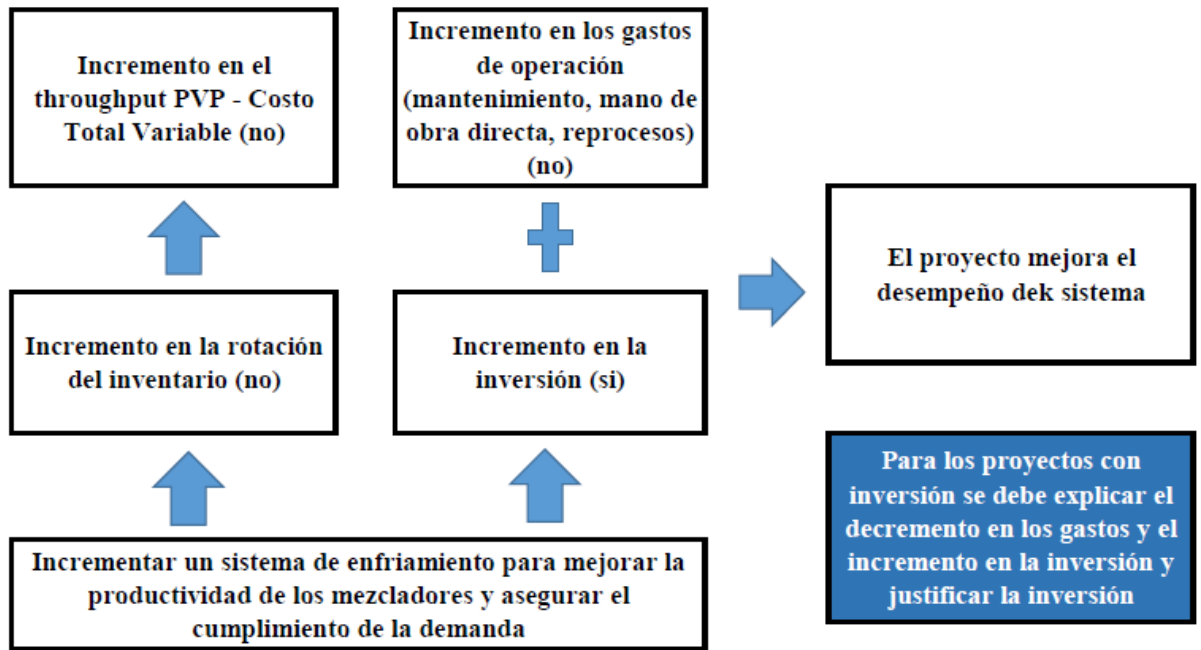 Incremento en el
throughput PVP - Costo
Total Variable (no)
Incremento en los gastos
de operación
(mantenimiento, mano de
obra directa, reprocesos)
(no)
El proyecto mejora el
desempeño dek sistema
Incremento en la rotación
del inventario (no)
Incremento en la
inversión (si)
Para los proyectos con
inversión se debe explicar el
decremento en los gastos y el
incremento en la inversión y
justificar la inversión
Incrementar un sistema de enfriamiento para mejorar la
productividad de los mezcladores y asegurar el
cumplimiento de la demanda